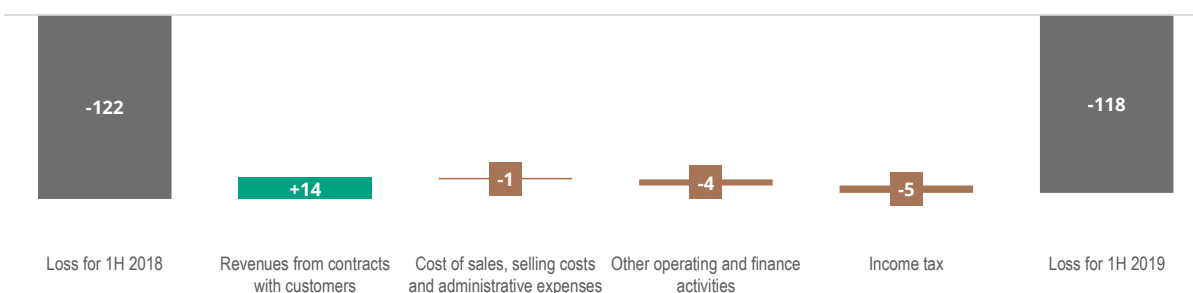 -122
-118
+14
-1
-4
-5
Loss for 1H 2018
Revenues from contracts
with customers
Cost of sales, selling costs
and administrative expenses
Other operating and finance
activities
Income tax
Loss for 1H 2019